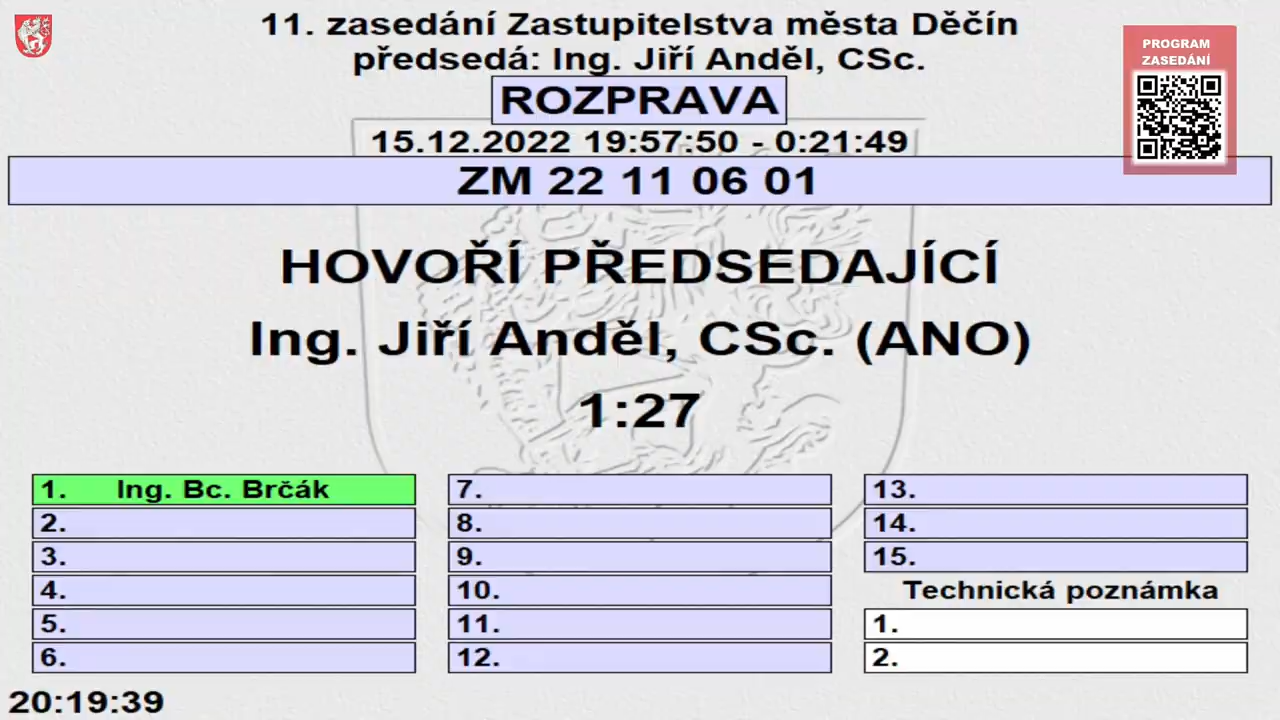 11. zasedání Zastupitelstva města Děčín
předsedá: Ing. Jiří Anděl, CSc.
PROGRAM
ZASEDÁNÍ
ROZPRAVA
15.12.2022 19:57:50 - 0:21:49
ZM 22 11 06 01
HOVOŘÍ PŘEDSEDAJÍCÍ
Ing. Jiří Anděl, CSc. (ANO)
1:27
1. Ing. Bc. Brčák
2.
3.
4.
5.
6.
7.
8.
9.
10.
11.
12.
13.
14.
15.
Technická poznámka
1.
2.
20:19:39